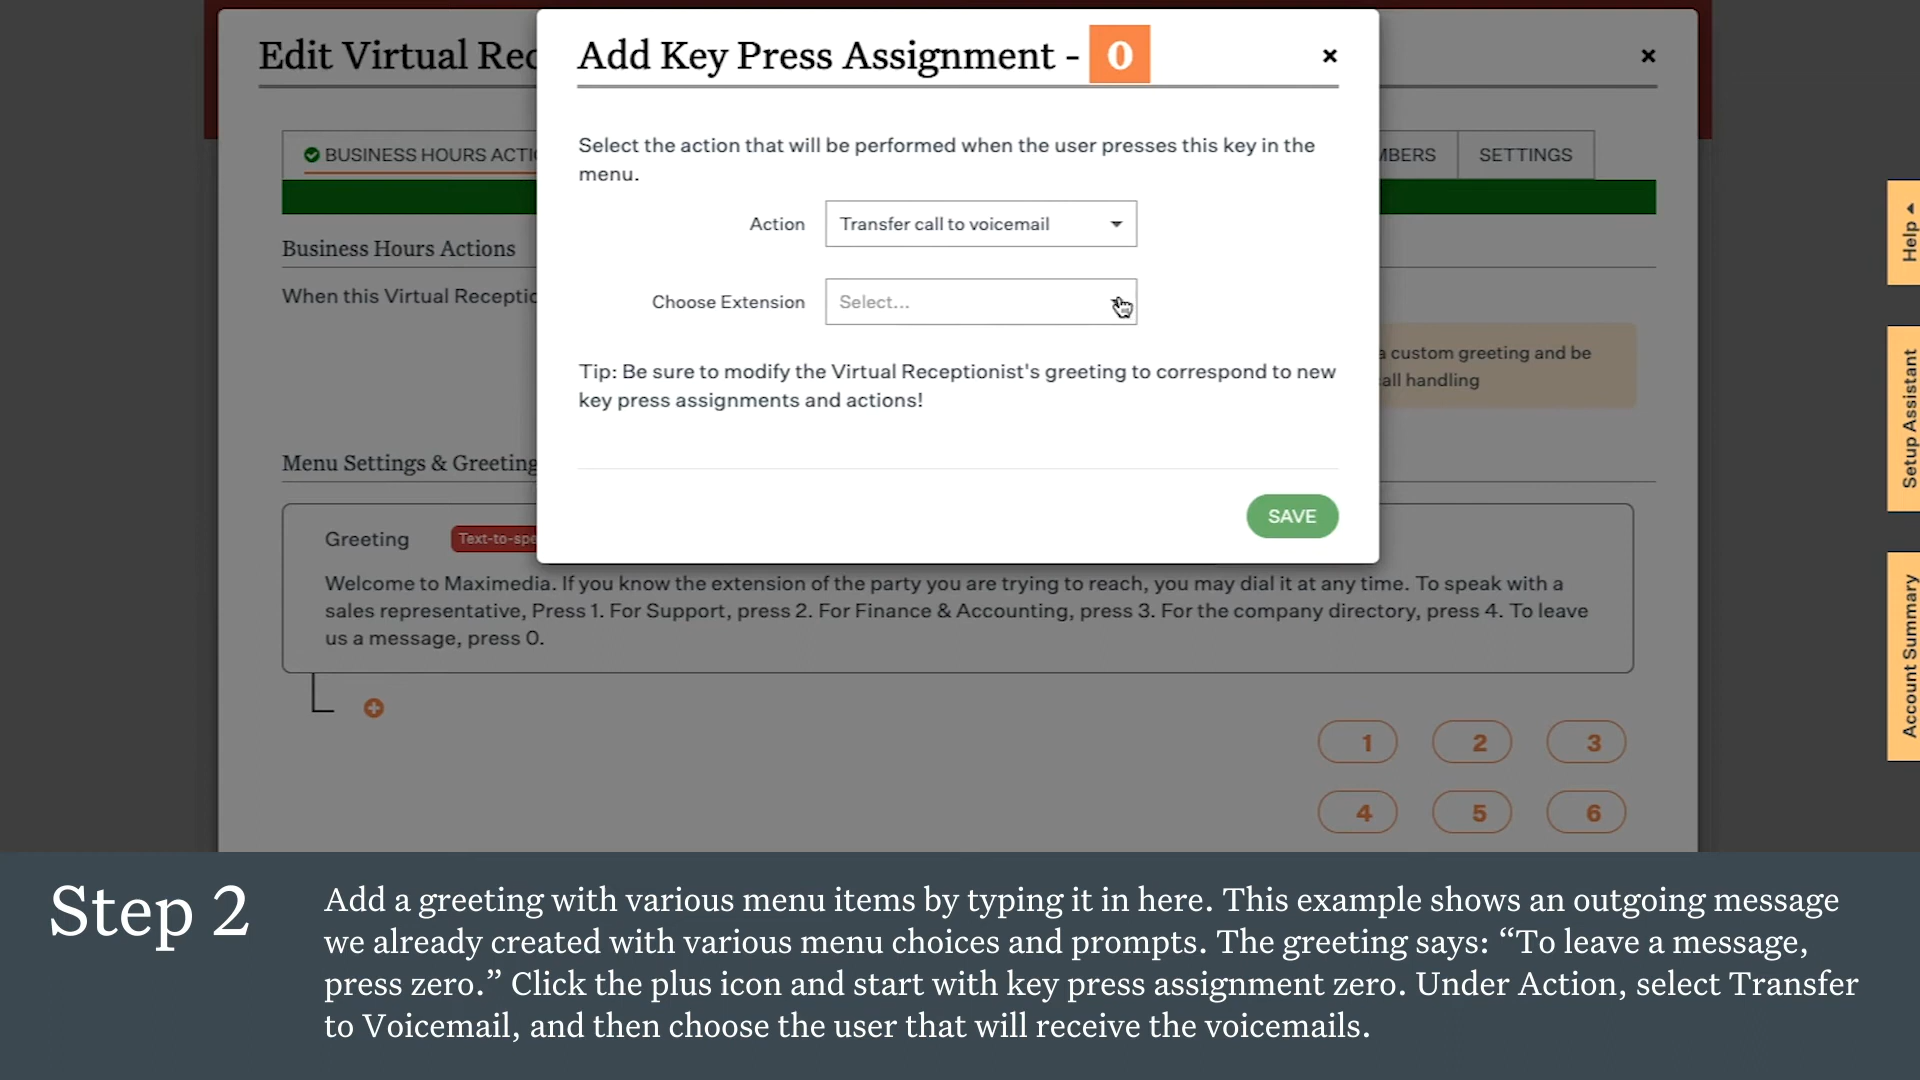 Edit Virtual Rec
Add Key Press Assignment - 0
BUSINESS HOURS ACTI
MBERS
SETTINGS
Select the action that will be performed when the user presses this key in the
menu.
Action
Transfer call to voicemail
Business Hours Actions
When this Virtual Receptio
Choose Extension
Select...
a custom greeting and be
all handling
Tip: Be sure to modify the Virtual Receptionist's greeting to correspond to new
key press assignments and actions!
Menu Settings & Greeting
SAVE
Greeting
Text-to-spe
Welcome to Maximedia. If you know the extension of the party you are trying to reach, you may dial it at any time. To speak with a
sales representative, Press 1. For Support, press 2. For Finance & Accounting, press 3. For the company directory, press 4. To leave
us a message, press 0.
1 2 3
4 5 6
Help
Setup Assistant
Account Summary
Step 2
Add a greeting with various menu items by typing it in here. This example shows an outgoing message
we already created with various menu choices and prompts. The greeting says: “To leave a message,
press zero.” Click the plus icon and start with key press assignment zero. Under Action, select Transfer
to Voicemail, and then choose the user that will receive the voicemails.